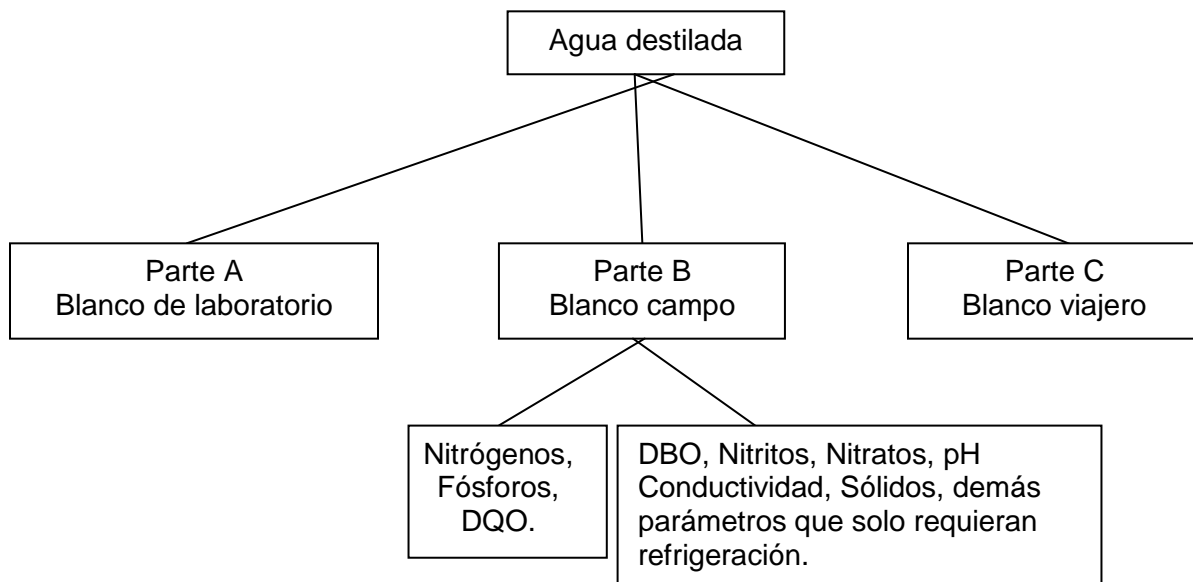 Agua destilada
Parte A
Blanco de laboratorio
Parte B
Blanco campo
Parte C
Blanco viajero
Nitrógenos,
Fósforos,
DQO.
DBO, Nitritos, Nitratos, pH
Conductividad, Sólidos, demás
parámetros que solo requieran
refrigeración.